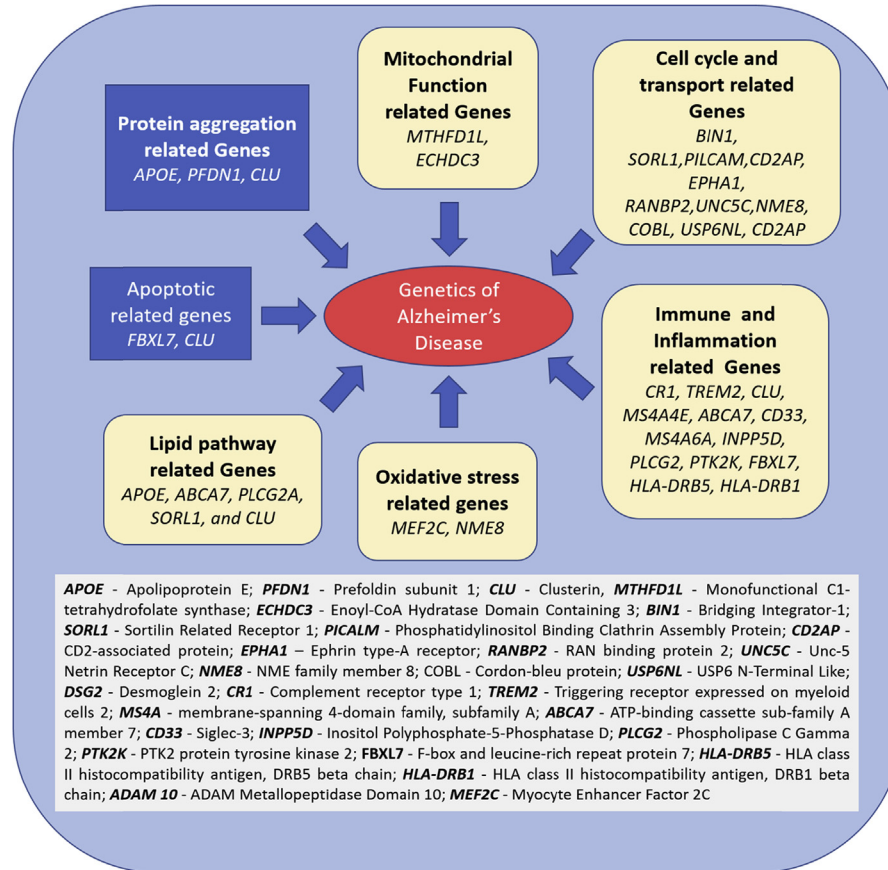 Protein aggregation
related Genes
APOE, PFDN1, CLU
Mitochondrial
Function
related Genes
MTHFD1L,
ECHDC3
Cell cycle and
transport related
Genes
BIN1,
SORL1,PILCAM,CD2AP,
EPHA1,
RANBP2,UNC5C,NME8,
COBL, USP6NL, CD2AP
Apoptotic
related genes
FBXL7, CLU
Genetics of
Alzheimer's
Disease
Immune and
Inflammation
related Genes
CR1, TREM2, CLU,
MS4A4E, ABCA7, CD33,
MS4A6A, INPP5D,
PLCG2, PTK2K, FBXL7,
HLA-DRB5, HLA-DRB1
Lipid pathway
related Genes
APOE, ABCA7, PLCG2A,
SORL1, and CLU
Oxidative stress
related genes
MEF2C, NME8
APOE - Apolipoprotein E; PFDN1 - Prefoldin subunit 1; CLU - Clusterin, MTHFD1L - Monofunctional C1-
tetrahydrofolate synthase; ECHDC3 - Enoyl-CoA Hydratase Domain Containing 3; BIN1 - Bridging Integrator-1;
SORL1 - Sortilin Related Receptor 1; PICALM - Phosphatidylinositol Binding Clathrin Assembly Protein; CD2AP -
CD2-associated protein; EPHA1 – Ephrin type-A receptor; RANBP2 - RAN binding protein 2; UNC5C - Unc-5
Netrin Receptor C; NME8 - NME family member 8; COBL - Cordon-bleu protein; USP6NL - USP6 N-Terminal Like;
DSG2 - Desmoglein 2; CR1 - Complement receptor type 1; TREM2 - Triggering receptor expressed on myeloid
cells 2; MS4A - membrane-spanning 4-domain family, subfamily A; ABCA7 - ATP-binding cassette sub-family A
member 7; CD33 - Siglec-3; INPP5D - Inositol Polyphosphate-5-Phosphatase D; PLCG2 - Phospholipase C Gamma
2; PTK2K - PTK2 protein tyrosine kinase 2; FBXL7 - F-box and leucine-rich repeat protein 7; HLA-DRB5 - HLA class
II histocompatibility antigen, DRB5 beta chain; HLA-DRB1 - HLA class II histocompatibility antigen, DRB1 beta
chain; ADAM 10 - ADAM Metallopeptidase Domain 10; MEF2C - Myocyte Enhancer Factor 2C